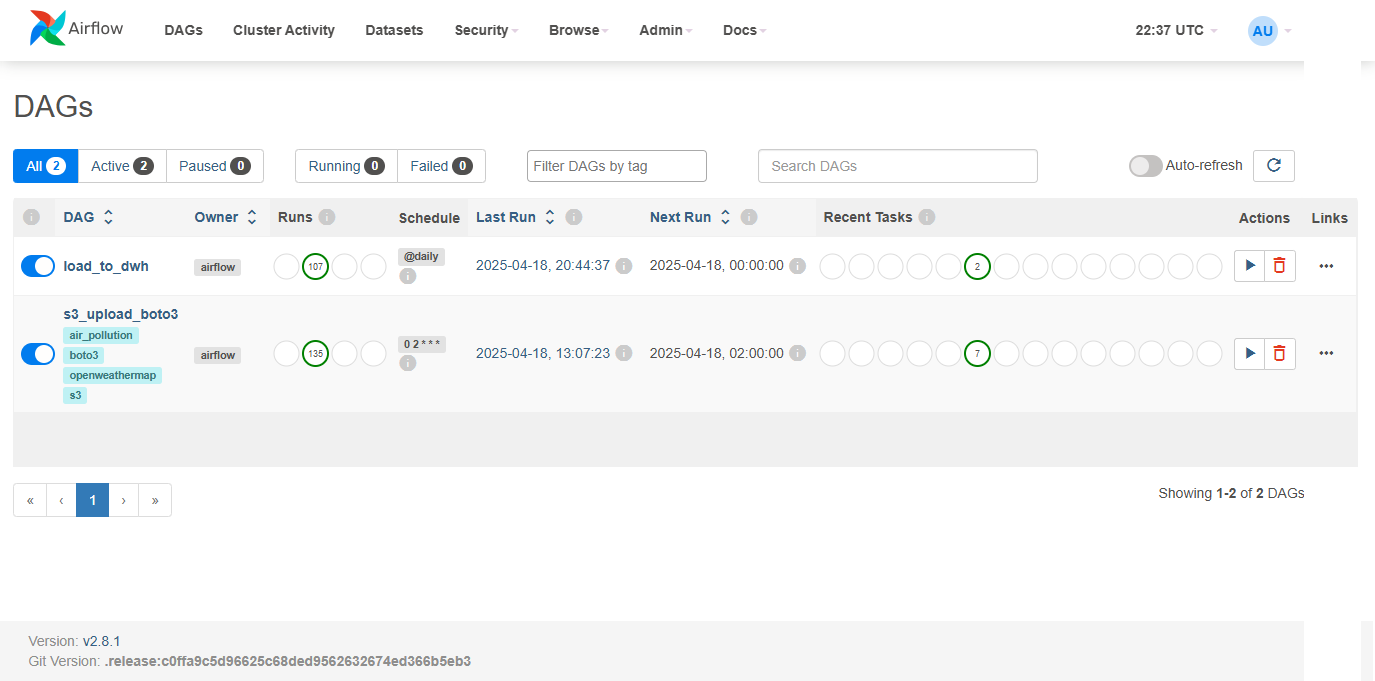 Airflow DAGs Cluster Activity Datasets Security Browse Admin Docs 22:37 UTC AU
DAGs
All 2 Active 2 Paused 0 Running 0 Failed 0 Filter DAGs by tag Search DAGs Auto-refresh
i DAG Owner Runs i Schedule Last Run i Next Run i Recent Tasks i Actions Links
load_to_dwh airflow 107 @daily i 2025-04-18, 20:44:37 i 2025-04-18, 00:00:00 i 2 ...
s3_upload_boto3
air_pollution
boto3 airflow 135 0 2 * * * i 2025-04-18, 13:07:23 i 2025-04-18, 02:00:00 i 7 ...
openweathermap
s3
« ‹ 1 › » Showing 1-2 of 2 DAGs
Version: v2.8.1
Git Version: .release:c0ffa9c5d96625c68ded9562632674ed366b5eb3